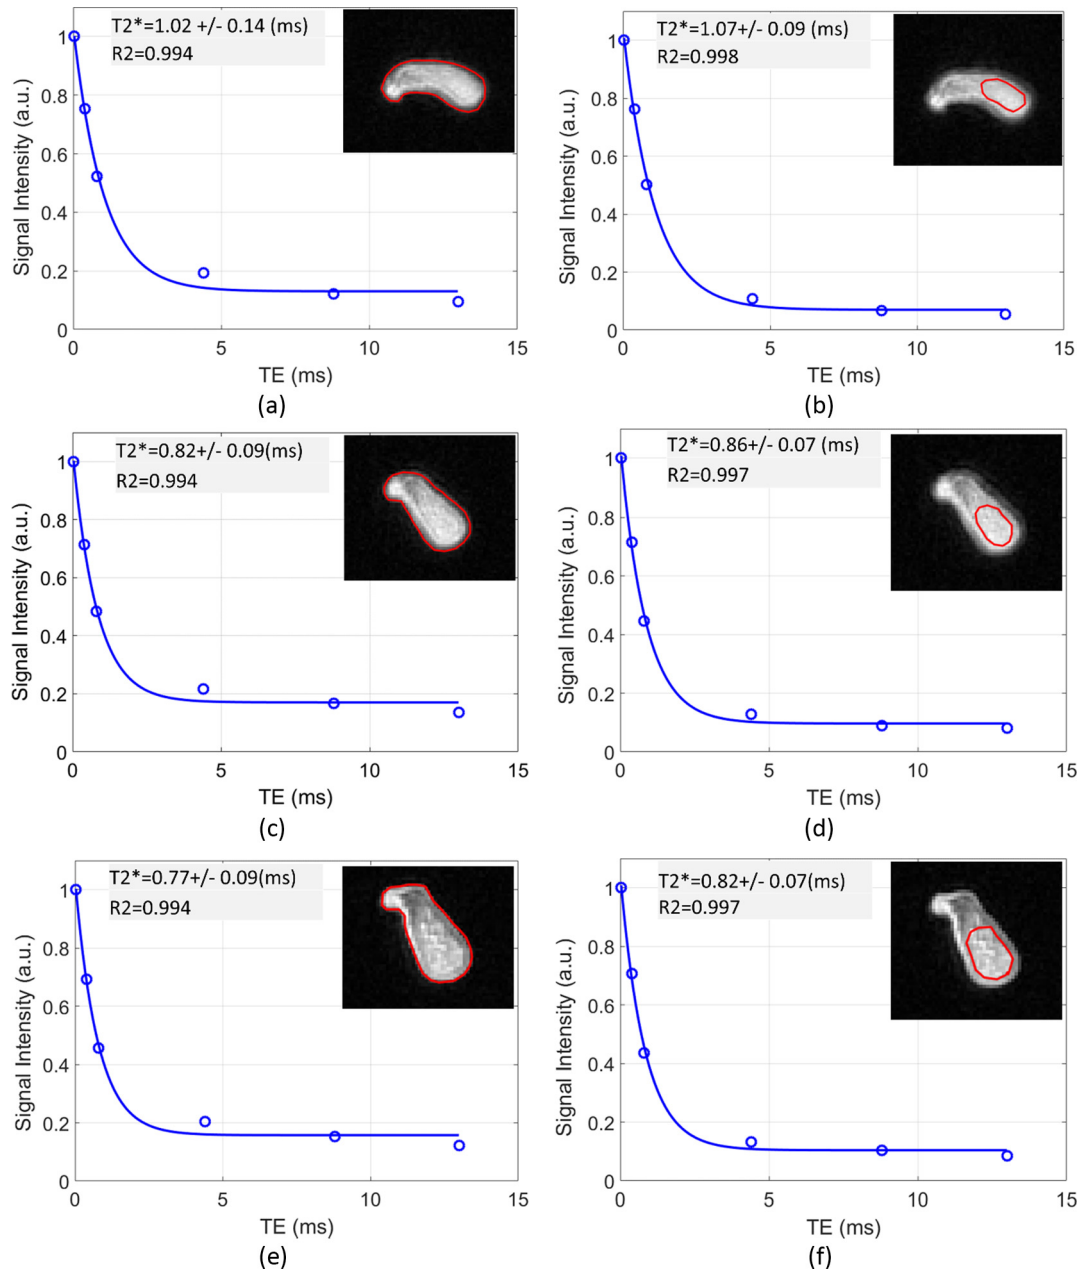 T2*=1.02 +/- 0.14 (ms)
R2=0.994
1
0.8
0.6
0.4
0.2
0
0
5
10
15
Signal Intensity (a.u.)
TE (ms)
(a)
T2*=1.07+/- 0.09 (ms)
R2=0.998
1
0.8
0.6
0.4
0.2
0
0
5
10
15
Signal Intensity (a.u.)
TE (ms)
(b)
T2*=0.82+/- 0.09(ms)
R2=0.994
1
0.8
0.6
0.4
0.2
0
0
5
10
15
Signal Intensity (a.u.)
TE (ms)
(c)
T2*=0.86+/- 0.07 (ms)
R2=0.997
1
0.8
0.6
0.4
0.2
0
0
5
10
15
Signal Intensity (a.u.)
TE (ms)
(d)
T2*=0.77+/- 0.09(ms)
R2=0.994
1
0.8
0.6
0.4
0.2
0
0
5
10
15
Signal Intensity (a.u.)
TE (ms)
(e)
T2*=0.82+/- 0.07(ms)
R2=0.997
1
0.8
0.6
0.4
0.2
0
0
5
10
15
Signal Intensity (a.u.)
TE (ms)
(f)